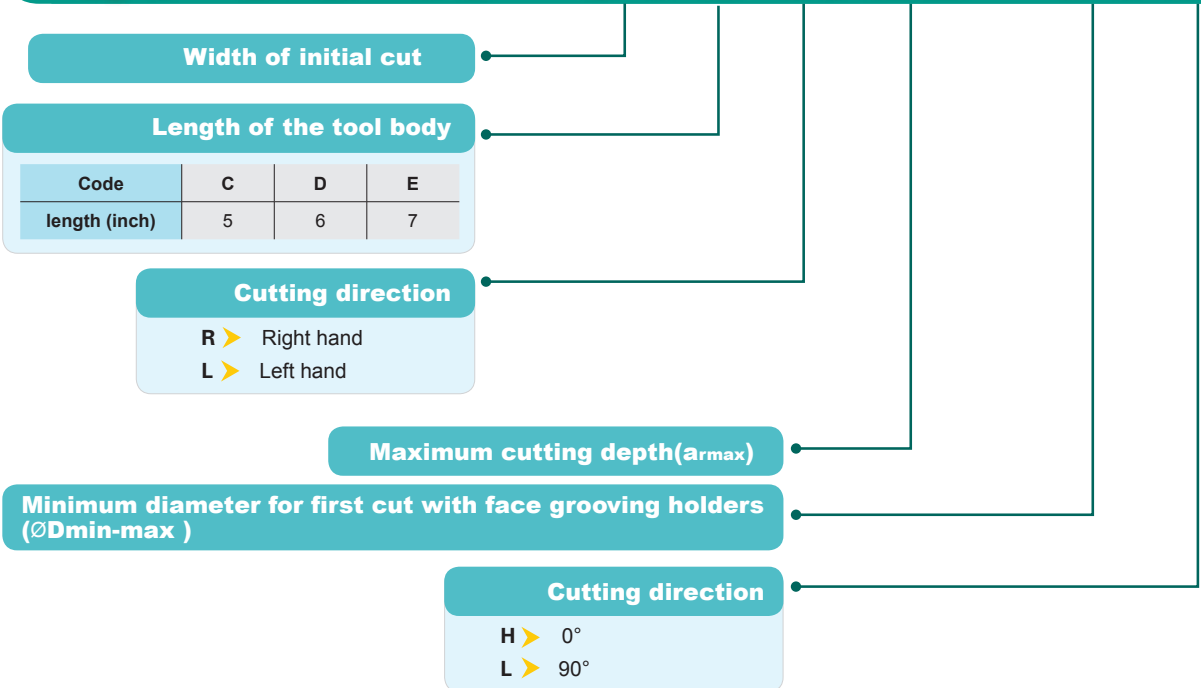 Width of initial cut
Length of the tool body
Code C D E
length (inch) 5 6 7
Cutting direction
R Right hand
L Left hand
Maximum cutting depth(armax)
Minimum diameter for first cut with face grooving holders
(ØDmin-max )
Cutting direction
H 0°
L 90°